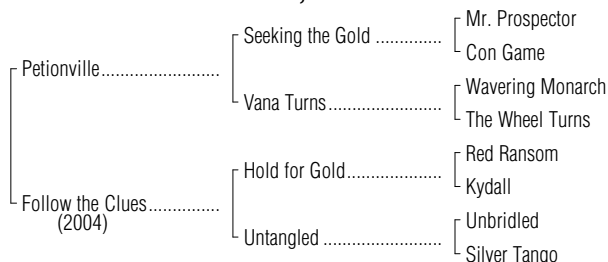 Mr. Prospector
Seeking the Gold ................
Con Game
Petionville........................
Wavering Monarch
Vana Turns.......................
The Wheel Turns
Red Ransom
Hold for Gold...................
Kydall
Follow the Clues..............
(2004)
Unbridled
Untangled ........................
Silver Tango